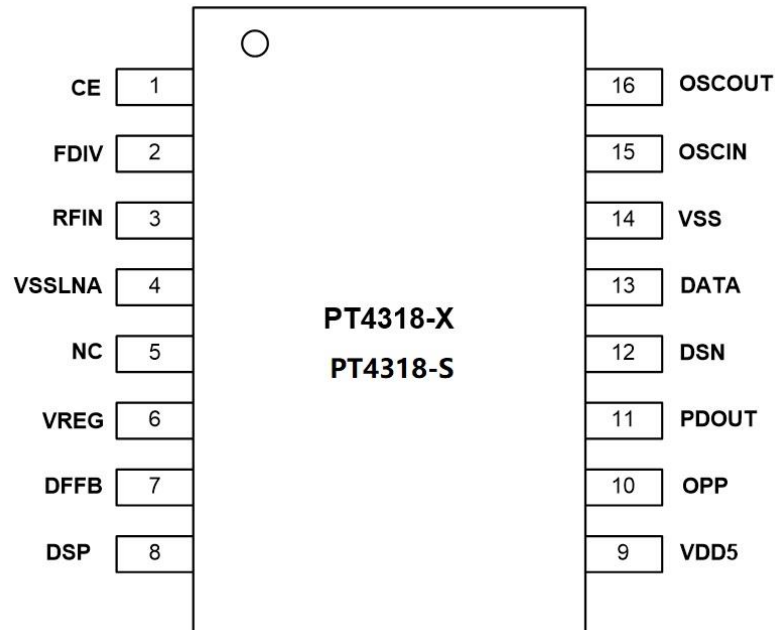 CE 1 16 OSCOUT
FDIV 2 15 OSCIN
RFIN 3 14 VSS
VSSLNA 4 13 DATA
PT4318-X
NC 5 12 DSN
PT4318-S
VREG 6 11 PDOUT
DFFB 7 10 OPP
DSP 8 9 VDD5